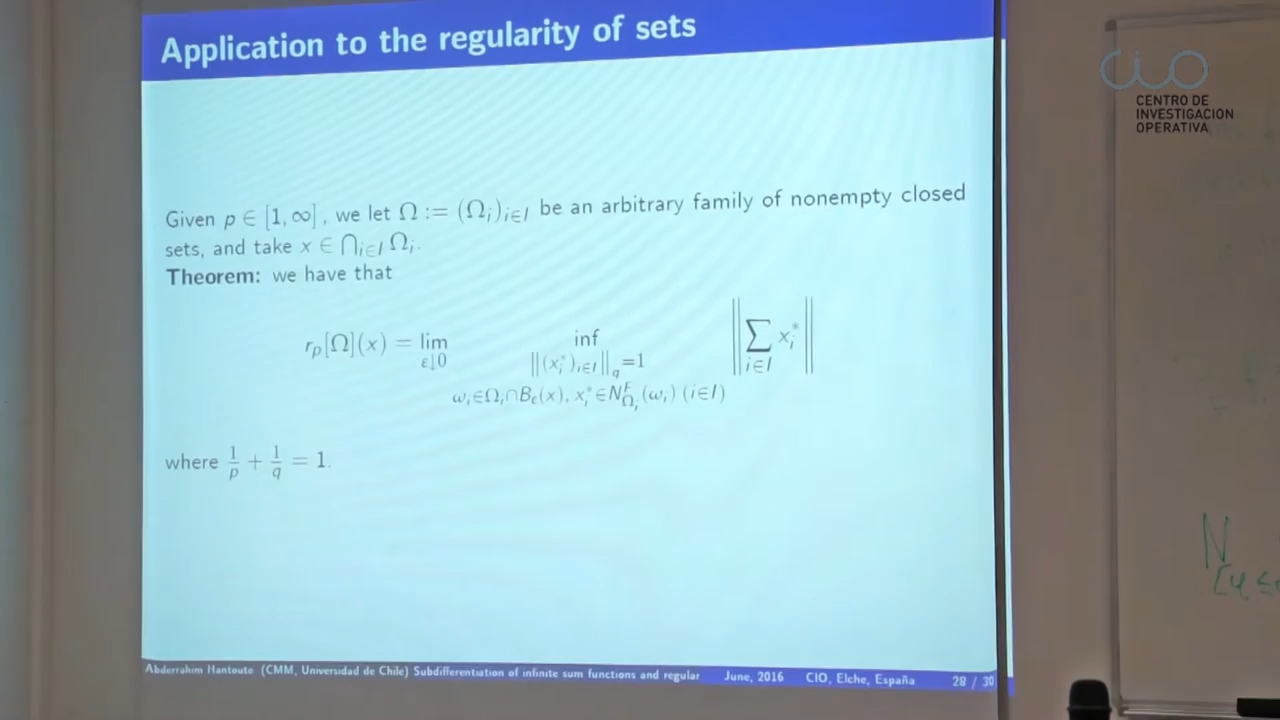 Application to the regularity of sets
Given p ∈ [1, ∞], we let Ω := (Ω_i)_{i∈I} be an arbitrary family of nonempty closed
sets, and take x ∈ ⋂_{i∈I} Ω_i.
Theorem: we have that
r_p[Ω](x) = lim_{ε↓0} inf_{‖(x_i^*)_{i∈I}‖_q=1} ‖∑_{i∈I} x_i^*‖
ω_i∈Ω_i∩B_ε(x), x_i^*∈N^F_{Ω_i}(ω_i) (i∈I)
where 1/p + 1/q = 1.
Abderrahim Hantoute (CMM, Universidad de Chile) Subdifferentiation of infinite sum functions and regular June, 2016 CIO, Elche, España 28 / 30
CIO
CENTRO DE
INVESTIGACION
OPERATIVA
N